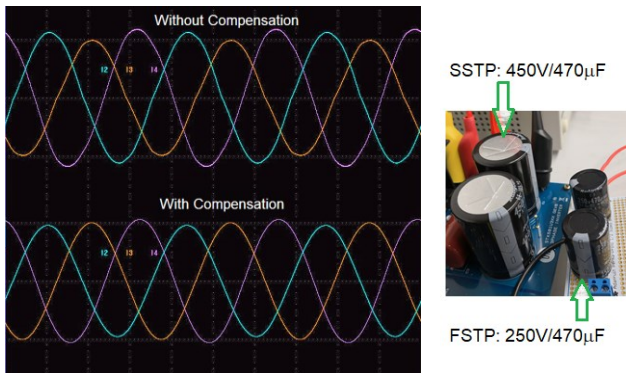 Without Compensation
I2 I3 I4
With Compensation
I2 I3 I4
SSTP: 450V/470μF
FSTP: 250V/470μF